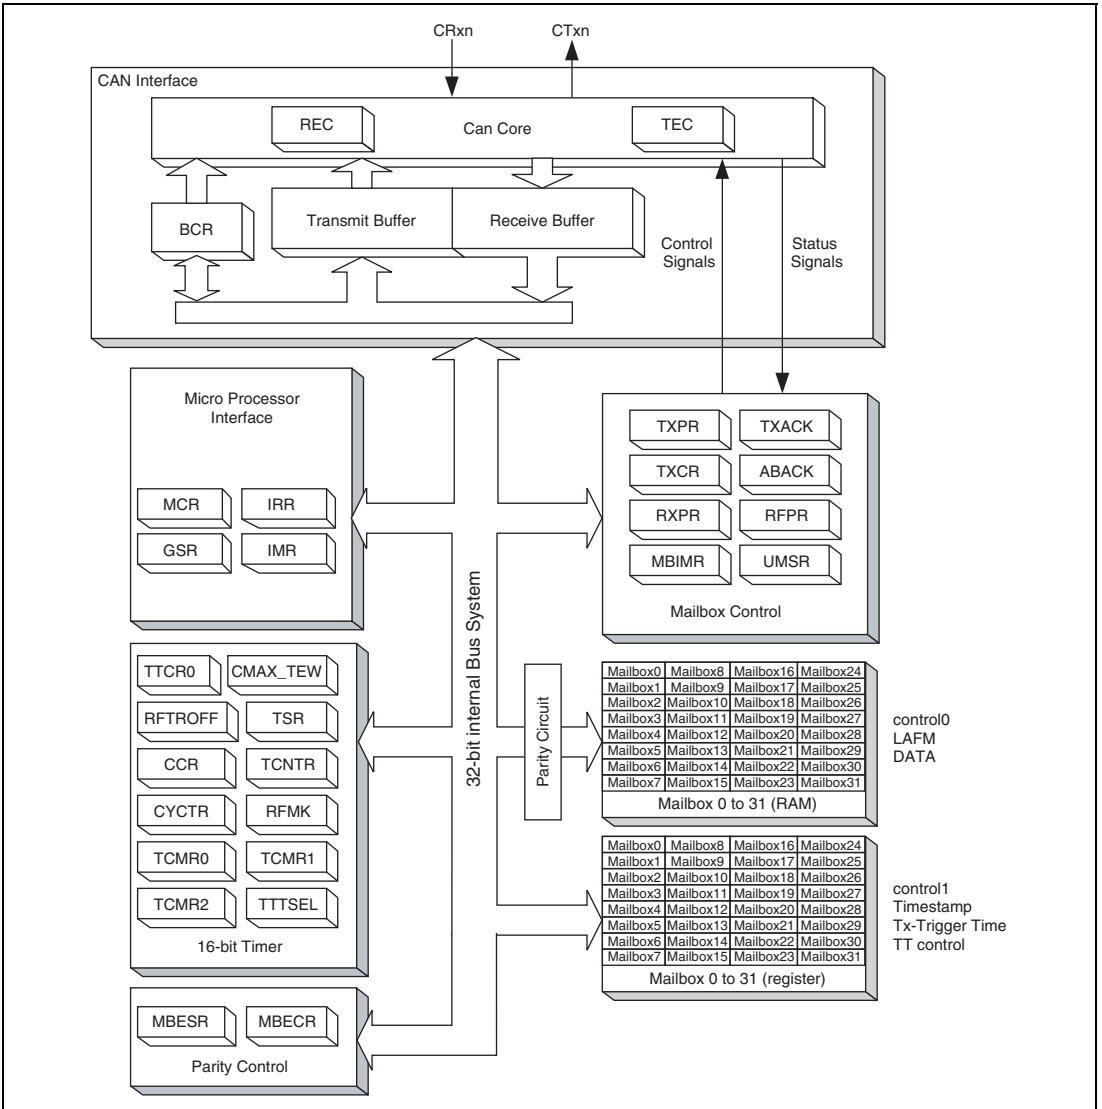 CRxn
CTxn
CAN Interface
REC
Can Core
TEC
BCR
Transmit Buffer
Receive Buffer
Control
Signals
Status
Signals
Micro Processor
Interface
MCR
IRR
GSR
IMR
TXPR
TXACK
TXCR
ABACK
RXPR
RFPR
MBIMR
UMSR
Mailbox Control
32-bit internal Bus System
TTCR0
CMAX_TEW
RFTROFF
TSR
CCR
TCNTR
CYCTR
RFMK
TCMR0
TCMR1
TCMR2
TTTSEL
16-bit Timer
Parity Circuit
Mailbox0 Mailbox8 Mailbox16 Mailbox24
Mailbox1 Mailbox9 Mailbox17 Mailbox25
Mailbox2 Mailbox10 Mailbox18 Mailbox26
Mailbox3 Mailbox11 Mailbox19 Mailbox27
Mailbox4 Mailbox12 Mailbox20 Mailbox28
Mailbox5 Mailbox13 Mailbox21 Mailbox29
Mailbox6 Mailbox14 Mailbox22 Mailbox30
Mailbox7 Mailbox15 Mailbox23 Mailbox31
Mailbox 0 to 31 (RAM)
control0
LAFM
DATA
Mailbox0 Mailbox8 Mailbox16 Mailbox24
Mailbox1 Mailbox9 Mailbox17 Mailbox25
Mailbox2 Mailbox10 Mailbox18 Mailbox26
Mailbox3 Mailbox11 Mailbox19 Mailbox27
Mailbox4 Mailbox12 Mailbox20 Mailbox28
Mailbox5 Mailbox13 Mailbox21 Mailbox29
Mailbox6 Mailbox14 Mailbox22 Mailbox30
Mailbox7 Mailbox15 Mailbox23 Mailbox31
Mailbox 0 to 31 (register)
control1
Timestamp
Tx-Trigger Time
TT control
MBESR
MBECR
Parity Control